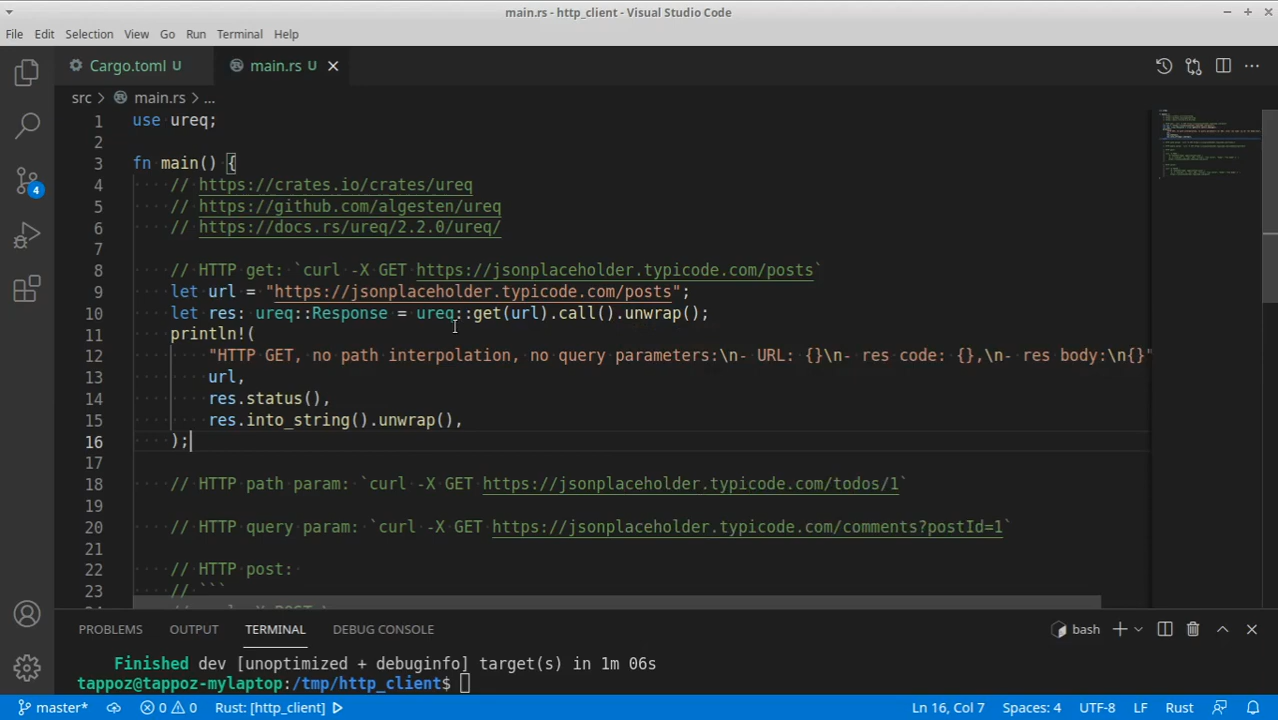 main.rs - http_client - Visual Studio Code
File Edit Selection View Go Run Terminal Help
Cargo.toml U main.rs U
src > main.rs > ...
1 use ureq;
2
3 fn main() {
4 // https://crates.io/crates/ureq
5 // https://github.com/algesten/ureq
6 // https://docs.rs/ureq/2.2.0/ureq/
7
8 // HTTP get: `curl -X GET https://jsonplaceholder.typicode.com/posts`
9 let url = "https://jsonplaceholder.typicode.com/posts";
10 let res: ureq::Response = ureq::get(url).call().unwrap();
11 println!(
12 "HTTP GET, no path interpolation, no query parameters:\n- URL: {}\n- res code: {},\n- res body:\n{}"
13 url,
14 res.status(),
15 res.into_string().unwrap(),
16 );
17
18 // HTTP path param: `curl -X GET https://jsonplaceholder.typicode.com/todos/1`
19
20 // HTTP query param: `curl -X GET https://jsonplaceholder.typicode.com/comments?postId=1`
21
22 // HTTP post:
23 // ```
4
PROBLEMS OUTPUT TERMINAL DEBUG CONSOLE bash
Finished dev [unoptimized + debuginfo] target(s) in 1m 06s
tappoz@tappoz-mylaptop:/tmp/http_client$
master* 0 0 Rust: [http_client] Ln 16, Col 7 Spaces: 4 UTF-8 LF Rust